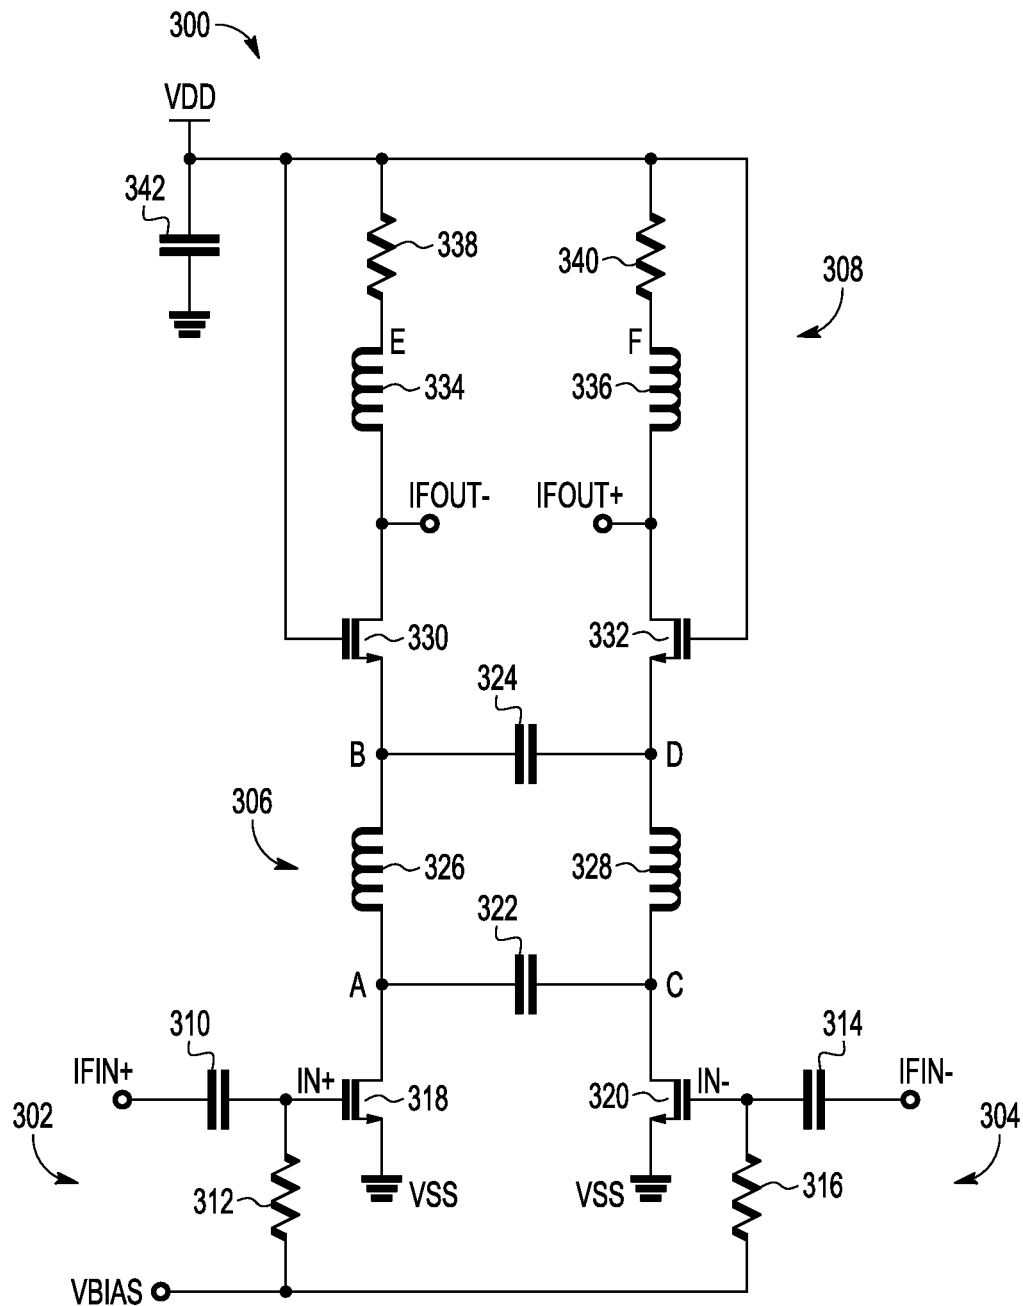 300
VDD
342
338
340
308
E
F
334
336
IFOUT-
IFOUT+
330
332
324
B
D
306
326
328
322
A
C
310
314
IFIN+
IN+
318
320
IN-
IFIN-
302
304
312
VSS
VSS
316
VBIAS